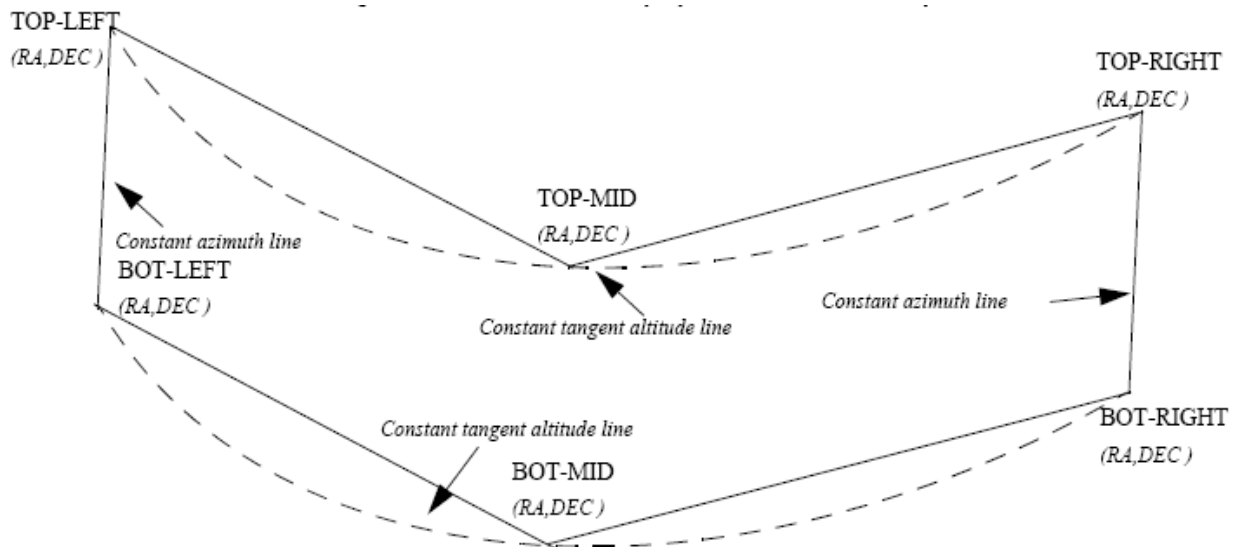 TOP-LEFT
(RA,DEC )
TOP-RIGHT
(RA,DEC )
TOP-MID
(RA,DEC )
Constant azimuth line
BOT-LEFT
(RA,DEC )
Constant azimuth line
Constant tangent altitude line
Constant tangent altitude line
BOT-RIGHT
(RA,DEC )
BOT-MID
(RA,DEC )